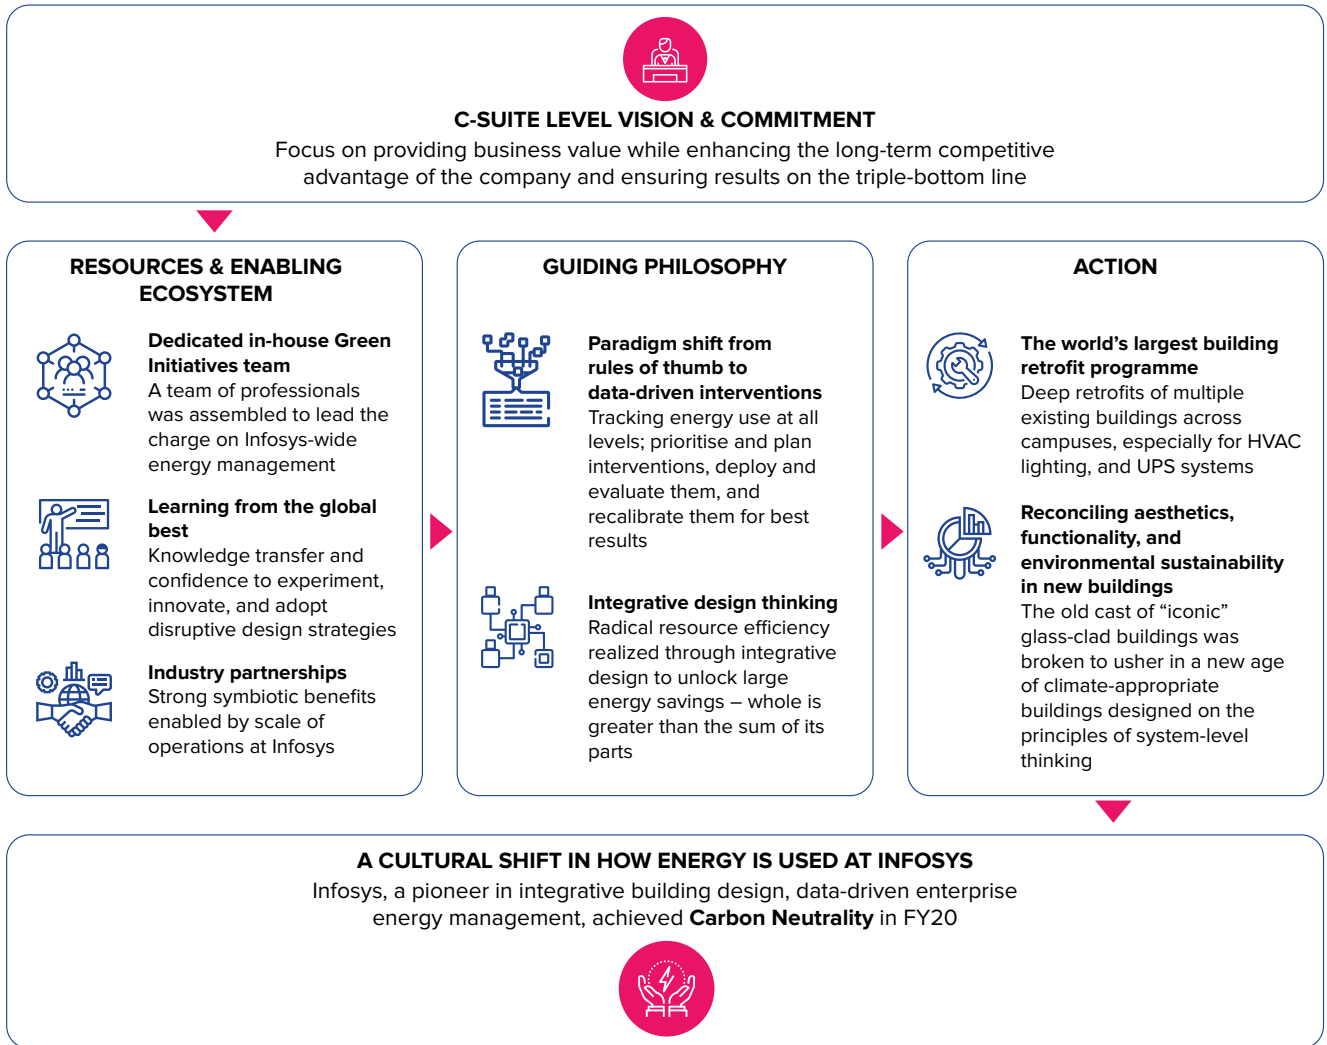 C-SUITE LEVEL VISION & COMMITMENT
Focus on providing business value while enhancing the long-term competitive
advantage of the company and ensuring results on the triple-bottom line
RESOURCES & ENABLING
ECOSYSTEM
Dedicated in-house Green
Initiatives team
A team of professionals
was assembled to lead the
charge on Infosys-wide
energy management
Learning from the global
best
Knowledge transfer and
confidence to experiment,
innovate, and adopt
disruptive design strategies
Industry partnerships
Strong symbiotic benefits
enabled by scale of
operations at Infosys
GUIDING PHILOSOPHY
Paradigm shift from
rules of thumb to
data-driven interventions
Tracking energy use at all
levels; prioritise and plan
interventions, deploy and
evaluate them, and
recalibrate them for best
results
Integrative design thinking
Radical resource efficiency
realized through integrative
design to unlock large
energy savings – whole is
greater than the sum of its
parts
ACTION
The world’s largest building
retrofit programme
Deep retrofits of multiple
existing buildings across
campuses, especially for HVAC
lighting, and UPS systems
Reconciling aesthetics,
functionality, and
environmental sustainability
in new buildings
The old cast of “iconic”
glass-clad buildings was
broken to usher in a new age
of climate-appropriate
buildings designed on the
principles of system-level
thinking
A CULTURAL SHIFT IN HOW ENERGY IS USED AT INFOSYS
Infosys, a pioneer in integrative building design, data-driven enterprise
energy management, achieved Carbon Neutrality in FY20